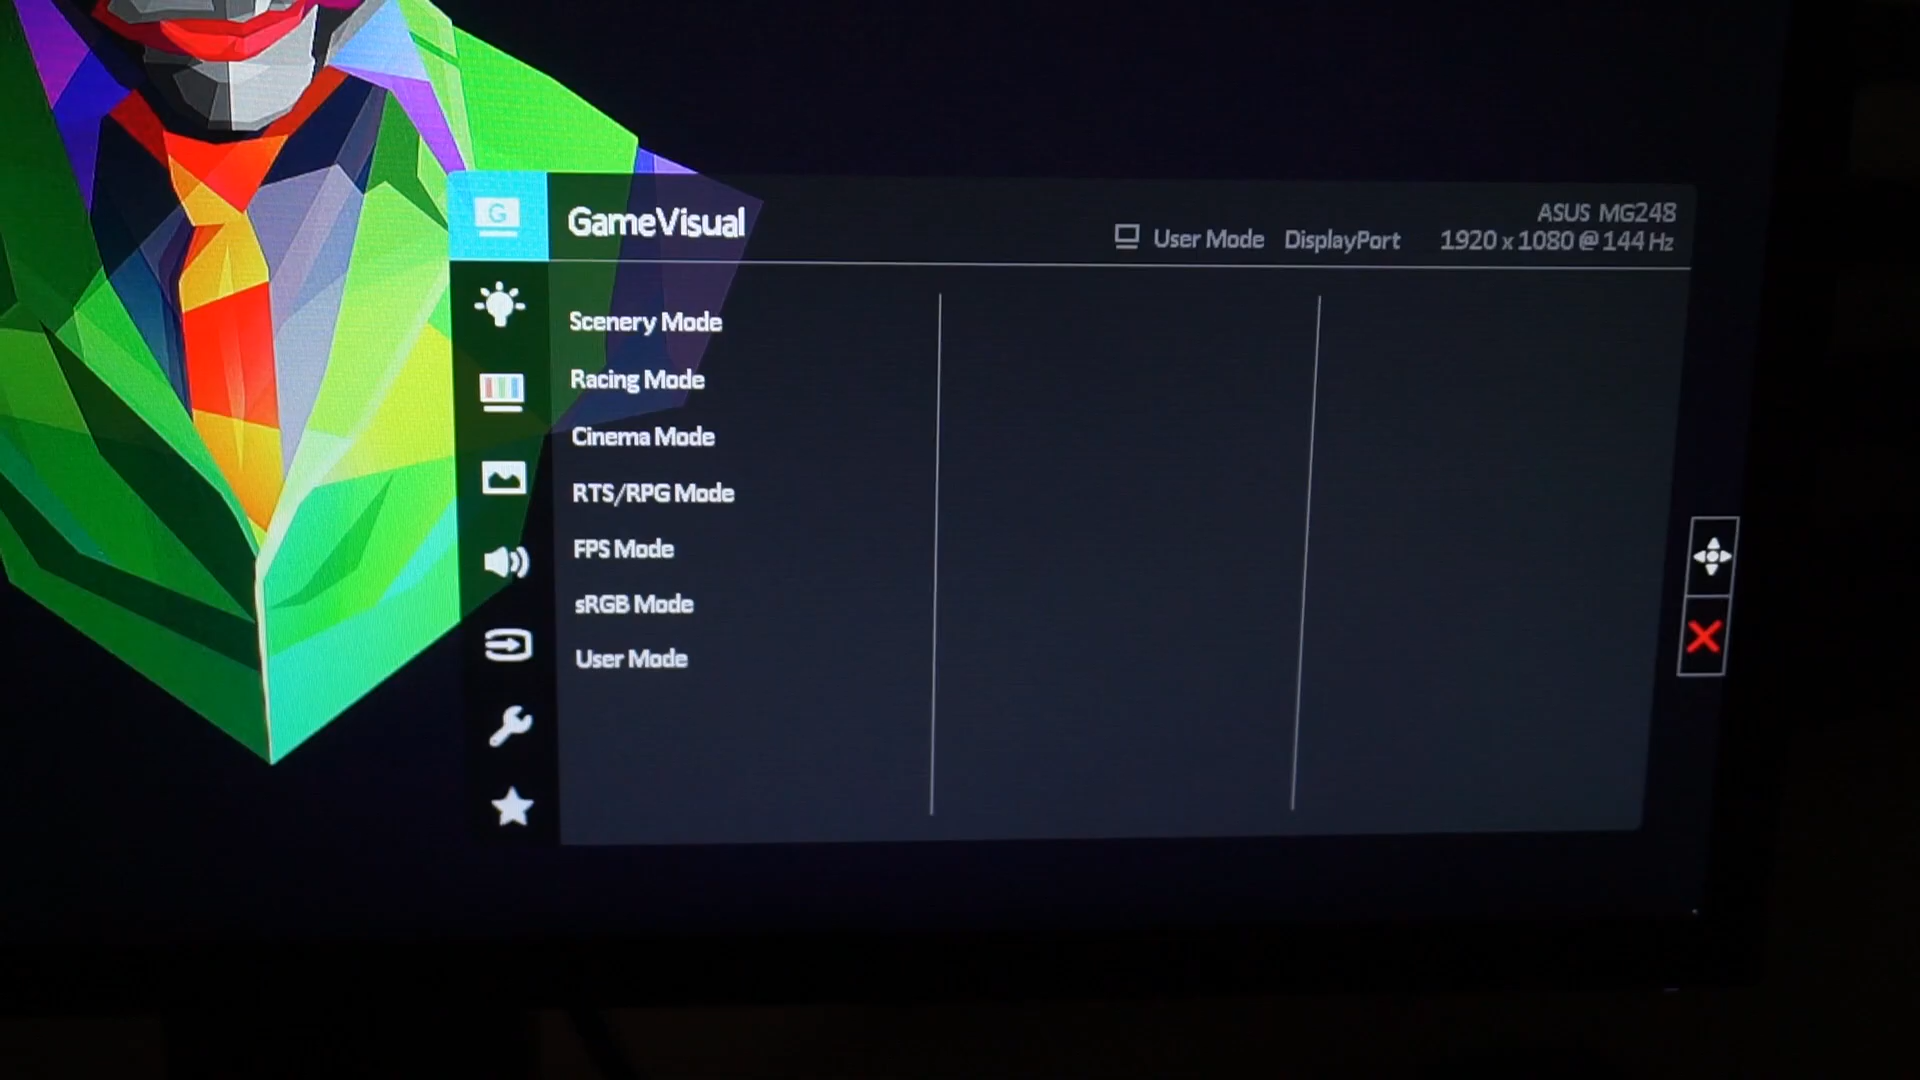 G
GameVisual
User Mode DisplayPort
ASUS MG248
1920 x 1080 @ 144 Hz
Scenery Mode
Racing Mode
Cinema Mode
RTS/RPG Mode
FPS Mode
sRGB Mode
User Mode